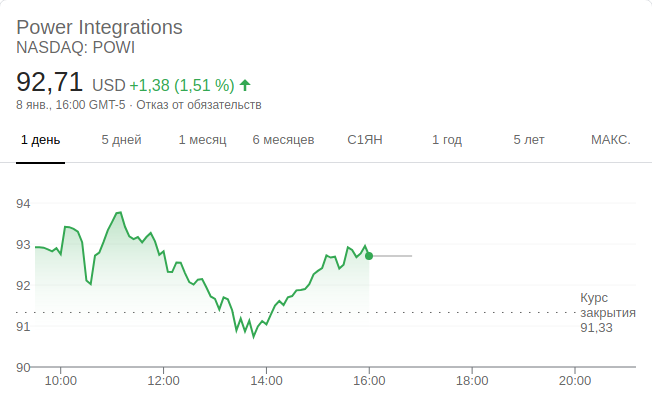 Power Integrations
NASDAQ: POWI
92,71 USD +1,38 (1,51 %)
8 янв., 16:00 GMT-5 · Отказ от обязательств
1 день 5 дней 1 месяц 6 месяцев С1ЯН 1 год 5 лет МАКС.
94
93
92
Курс
закрытия
91,33
91
90
10:00 12:00 14:00 16:00 18:00 20:00